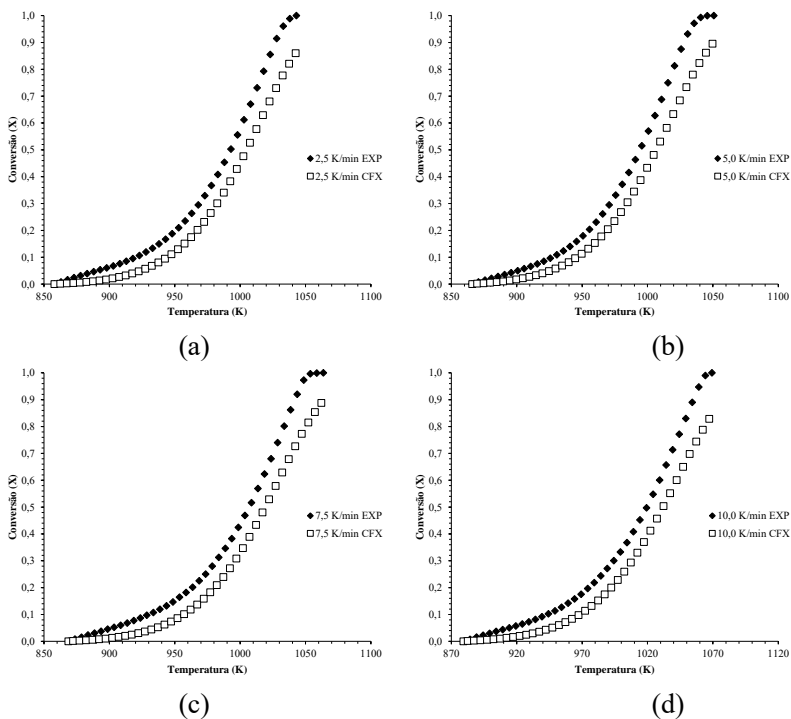 1,0
0,9
0,8
0,7
0,6
0,5
0,4
0,3
0,2
0,1
0,0
Conversão (X)
850 900 950 1000 1050 1100
Temperatura (K)
2,5 K/min EXP
2,5 K/min CFX
(a)
1,0
0,9
0,8
0,7
0,6
0,5
0,4
0,3
0,2
0,1
0,0
Conversão (X)
850 900 950 1000 1050 1100
Temperatura (K)
5,0 K/min EXP
5,0 K/min CFX
(b)
1,0
0,9
0,8
0,7
0,6
0,5
0,4
0,3
0,2
0,1
0,0
Conversão (X)
850 900 950 1000 1050 1100
Temperatura (K)
7,5 K/min EXP
7,5 K/min CFX
(c)
1,0
0,9
0,8
0,7
0,6
0,5
0,4
0,3
0,2
0,1
0,0
Conversão (X)
870 920 970 1020 1070 1120
Temperatura (K)
10,0 K/min EXP
10,0 K/min CFX
(d)